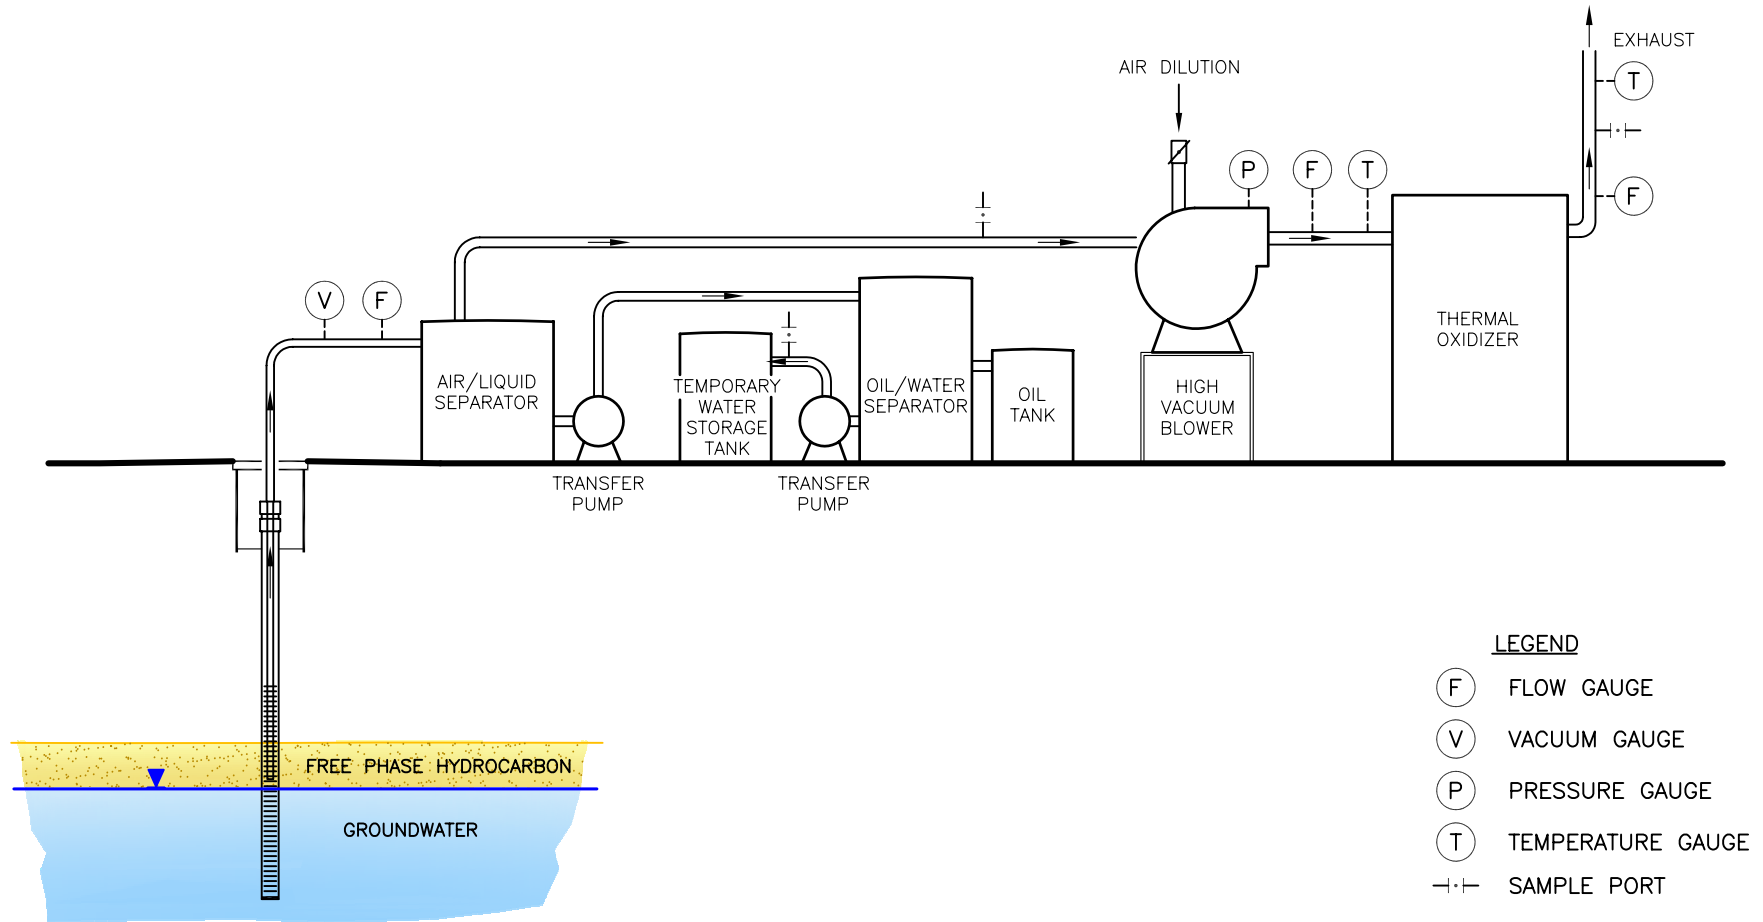 EXHAUST
T
AIR DILUTION
P
F
T
F
V
F
THERMAL
OXIDIZER
AIR/LIQUID
SEPARATOR
TEMPORARY
WATER
STORAGE
TANK
OIL/WATER
SEPARATOR
OIL
TANK
HIGH
VACUUM
BLOWER
TRANSFER
PUMP
TRANSFER
PUMP
FREE PHASE HYDROCARBON
GROUNDWATER
LEGEND
F FLOW GAUGE
V VACUUM GAUGE
P PRESSURE GAUGE
T TEMPERATURE GAUGE
SAMPLE PORT